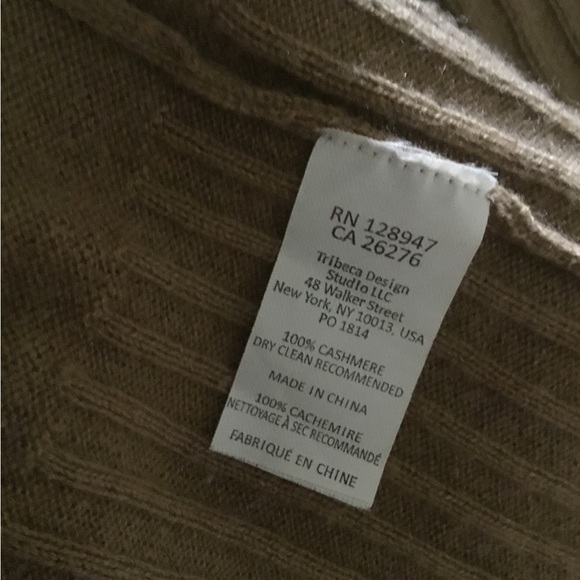 RN 128947
CA 26276
Tribeca Design
Studio LLC
48 Walker Street
New York, NY 10013, USA
PO 1814
100% CASHMERE
DRY CLEAN RECOMMENDED
MADE IN CHINA
100% CACHEMIRE
NETTOYAGE À SEC RECOMMANDÉ
FABRIQUÉ EN CHINE